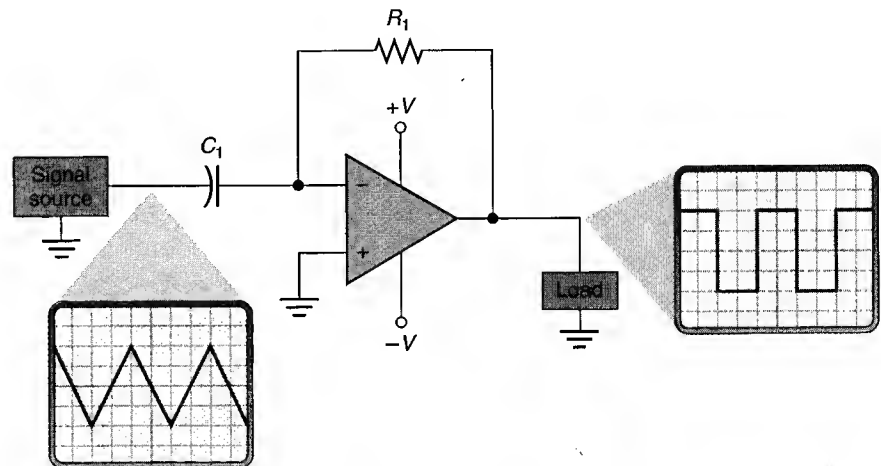 R₁
+V
C₁
Signal
source
−
+
Load
−V